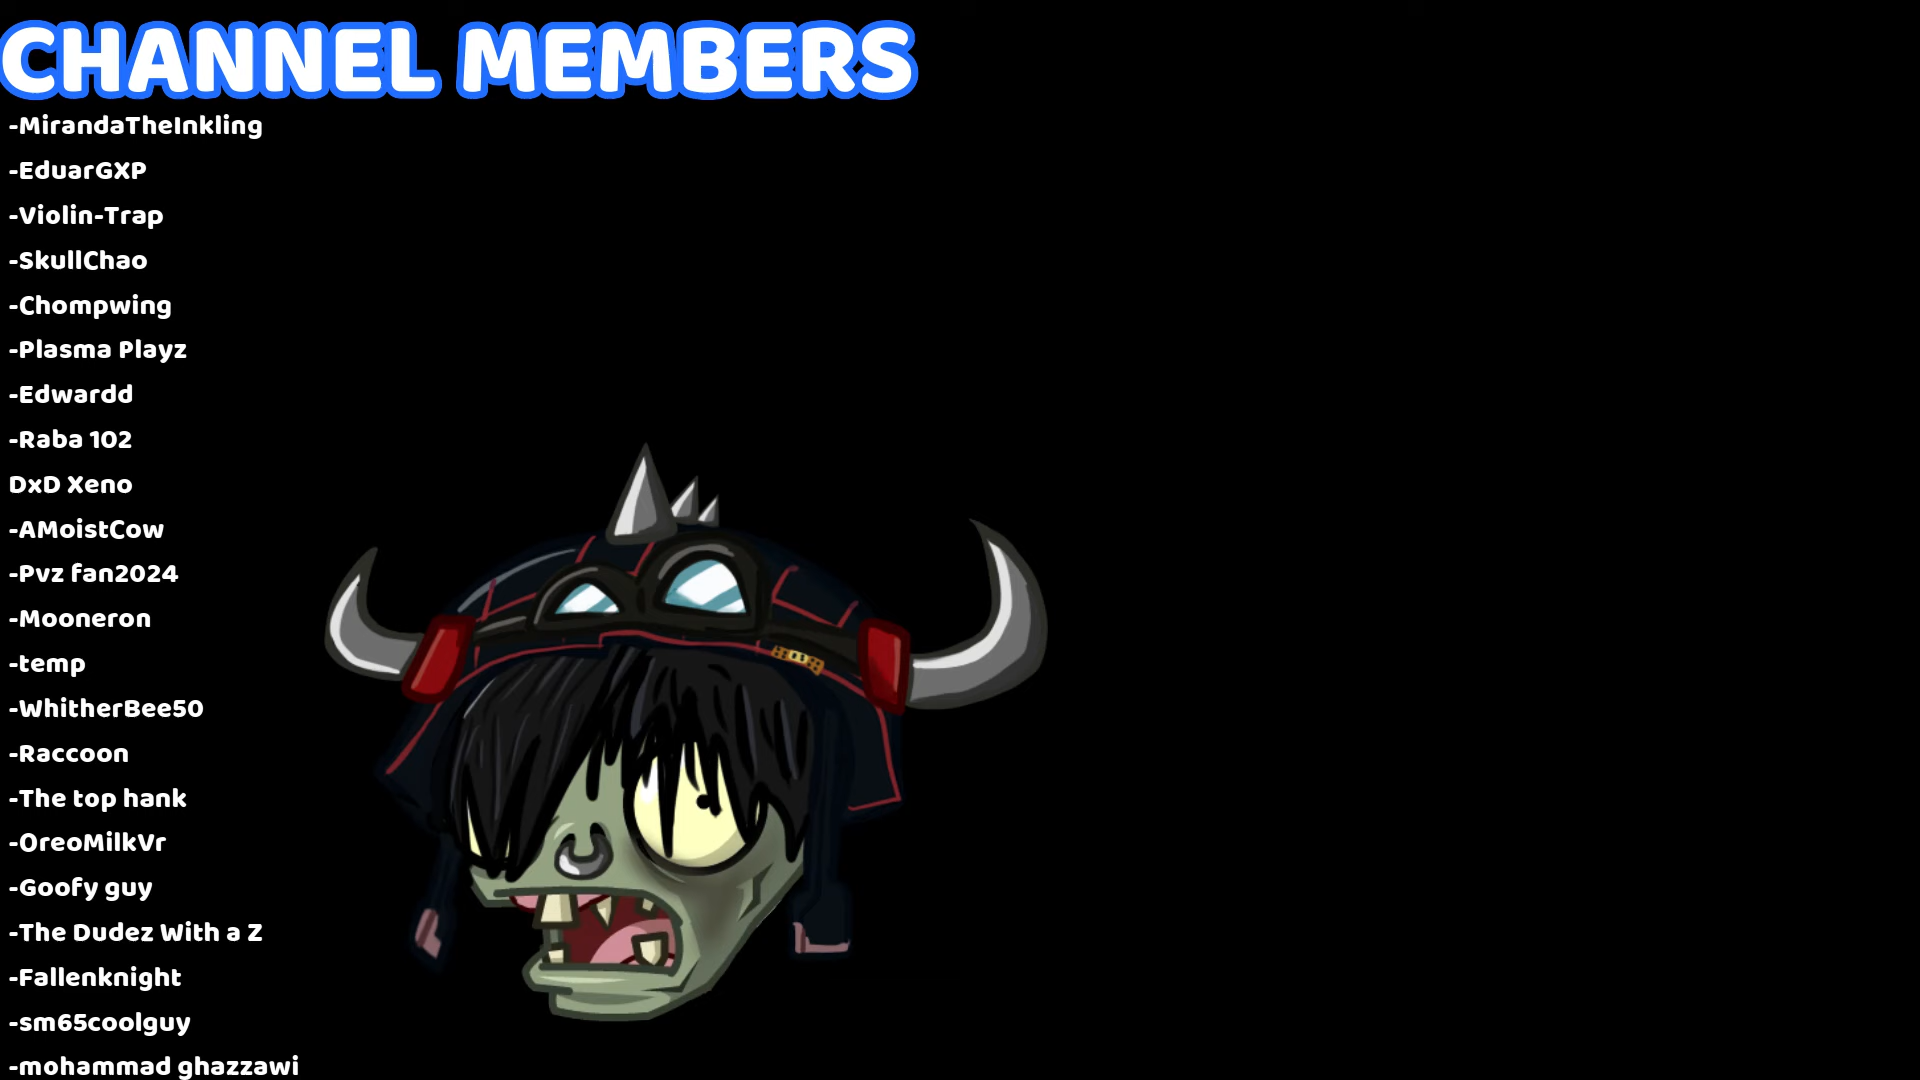 CHANNEL MEMBERS
-MirandaTheInkling
-EduarGXP
-Violin-Trap
-SkullChao
-Chompwing
-Plasma Playz
-Edwardd
-Raba 102
DxD Xeno
-AMoistCow
-Pvz fan2024
-Mooneron
-temp
-WhitherBee50
-Raccoon
-The top hank
-OreoMilkVr
-Goofy guy
-The Dudez With a Z
-Fallenknight
-sm65coolguy
-mohammad ghazzawi